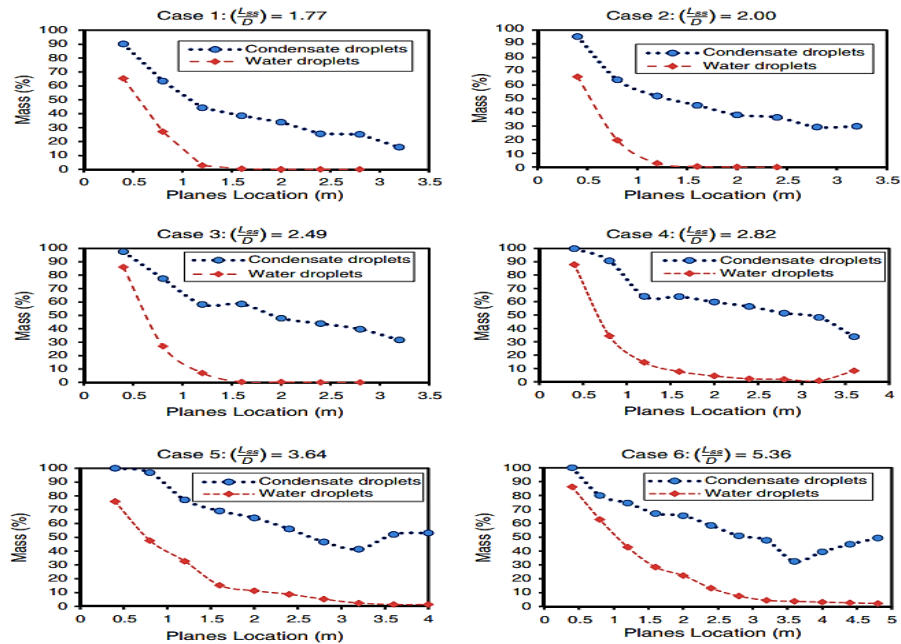 Case 1: (Lss/D) = 1.77
Mass (%)
100
90
80
70
60
50
40
30
20
10
0
Condensate droplets
Water droplets
0 0.5 1 1.5 2 2.5 3 3.5
Planes Location (m)
Case 2: (Lss/D) = 2.00
Mass (%)
100
90
80
70
60
50
40
30
20
10
0
Condensate droplets
Water droplets
0 0.5 1 1.5 2 2.5 3 3.5
Planes Location (m)
Case 3: (Lss/D) = 2.49
Mass (%)
100
90
80
70
60
50
40
30
20
10
0
Condensate droplets
Water droplets
0 0.5 1 1.5 2 2.5 3 3.5
Planes Location (m)
Case 4: (Lss/D) = 2.82
Mass (%)
100
90
80
70
60
50
40
30
20
10
0
Condensate droplets
Water droplets
0 0.5 1 1.5 2 2.5 3 3.5 4
Planes Location (m)
Case 5: (Lss/D) = 3.64
Mass (%)
100
90
80
70
60
50
40
30
20
10
0
Condensate droplets
Water droplets
0 0.5 1 1.5 2 2.5 3 3.5 4
Planes Location (m)
Case 6: (Lss/D) = 5.36
Mass (%)
100
90
80
70
60
50
40
30
20
10
0
Condensate droplets
Water droplets
0 0.5 1 1.5 2 2.5 3 3.5 4 4.5 5
Planes Location (m)